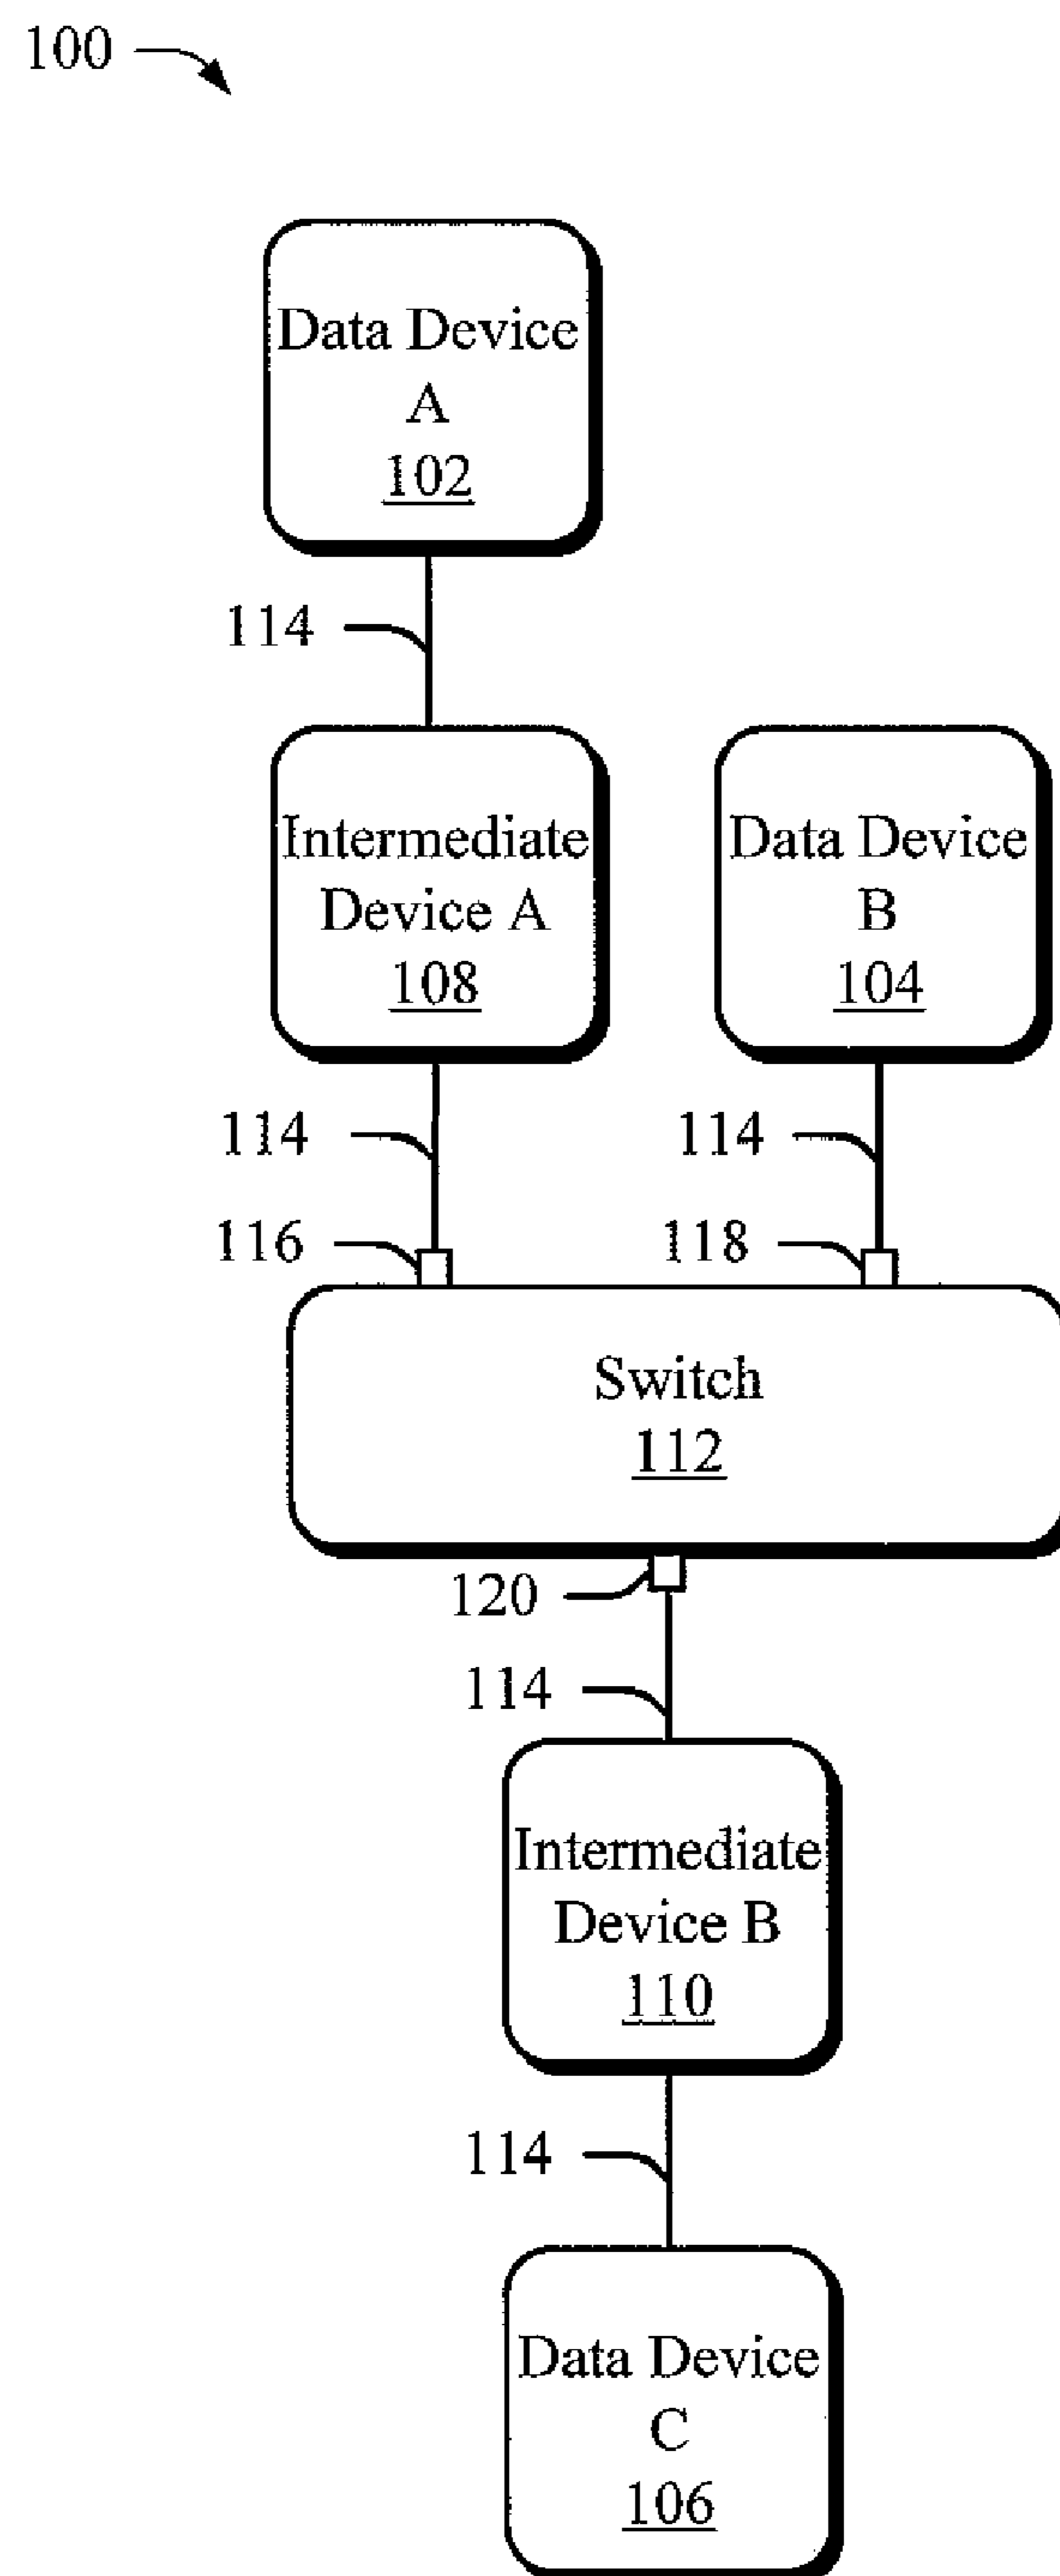 100
Data Device
A
102
114
Intermediate
Device A
108
Data Device
B
104
114
114
116
118
Switch
112
120
114
Intermediate
Device B
110
114
Data Device
C
106